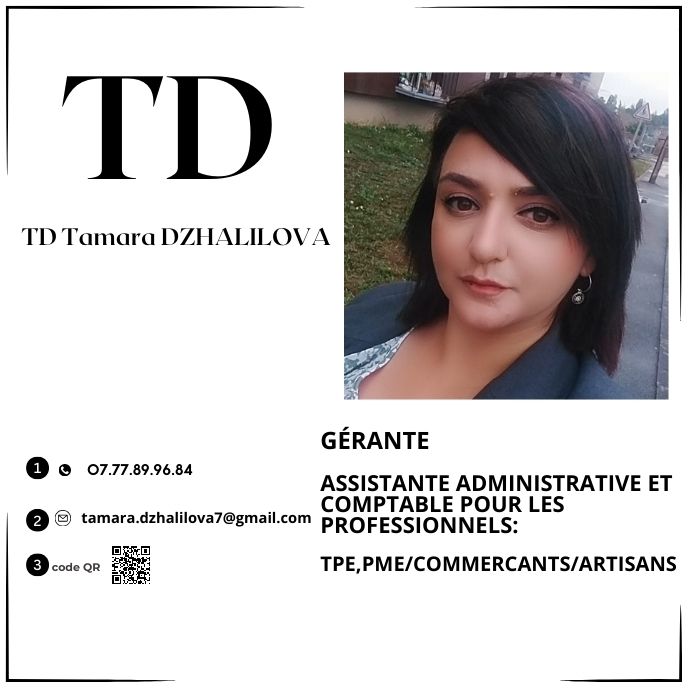 TD
TD Tamara DZHALILOVA
1 07.77.89.96.84
2 tamara.dzhalilova7@gmail.com
3 code QR
GÉRANTE
ASSISTANTE ADMINISTRATIVE ET
COMPTABLE POUR LES
PROFESSIONNELS:
TPE,PME/COMMERCANTS/ARTISANS